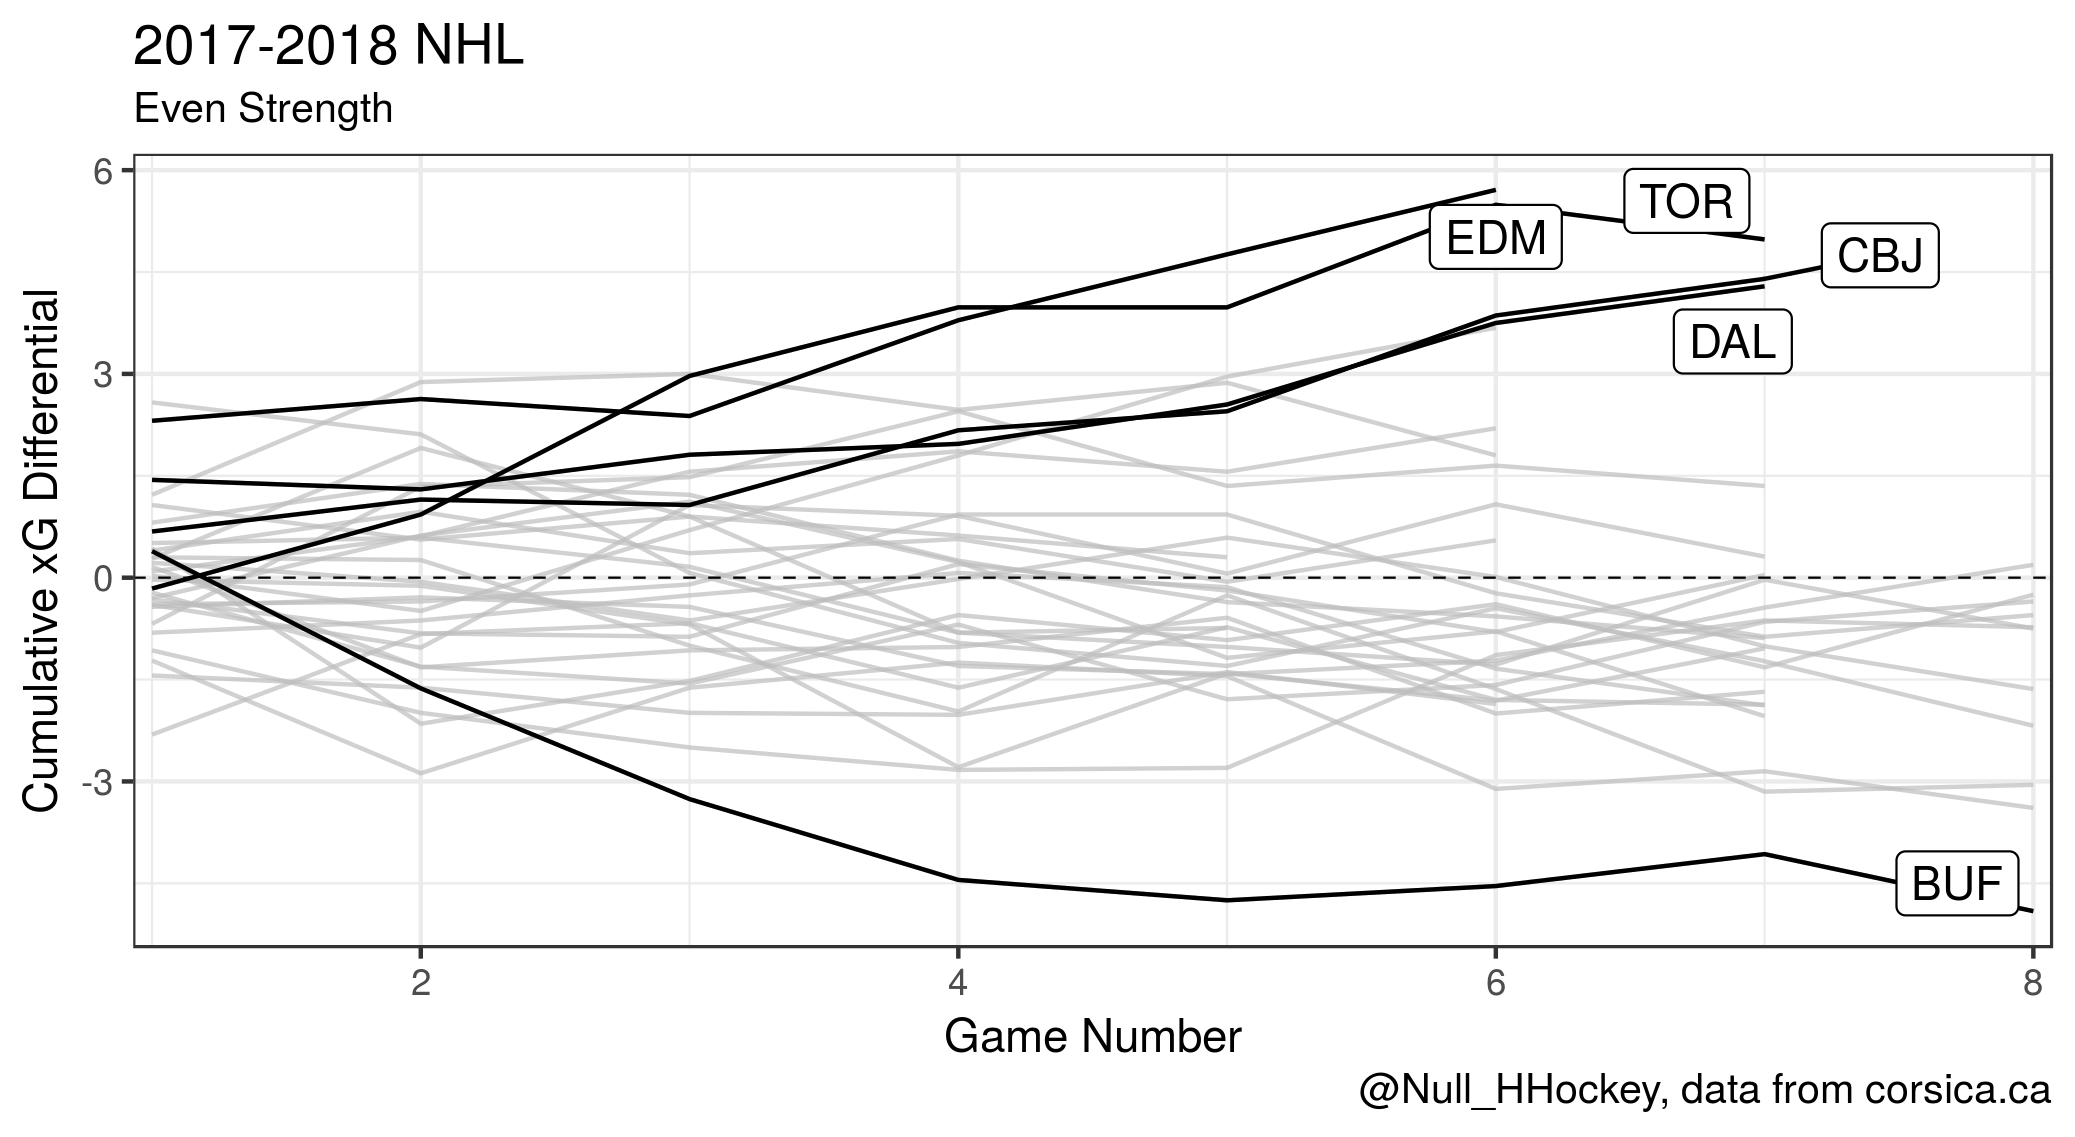 2017-2018 NHL
Even Strength
Cumulative xG Differential
6
3
0
-3
TOR
EDM
CBJ
DAL
BUF
2 4 6 8
Game Number
@Null_HHockey, data from corsica.ca